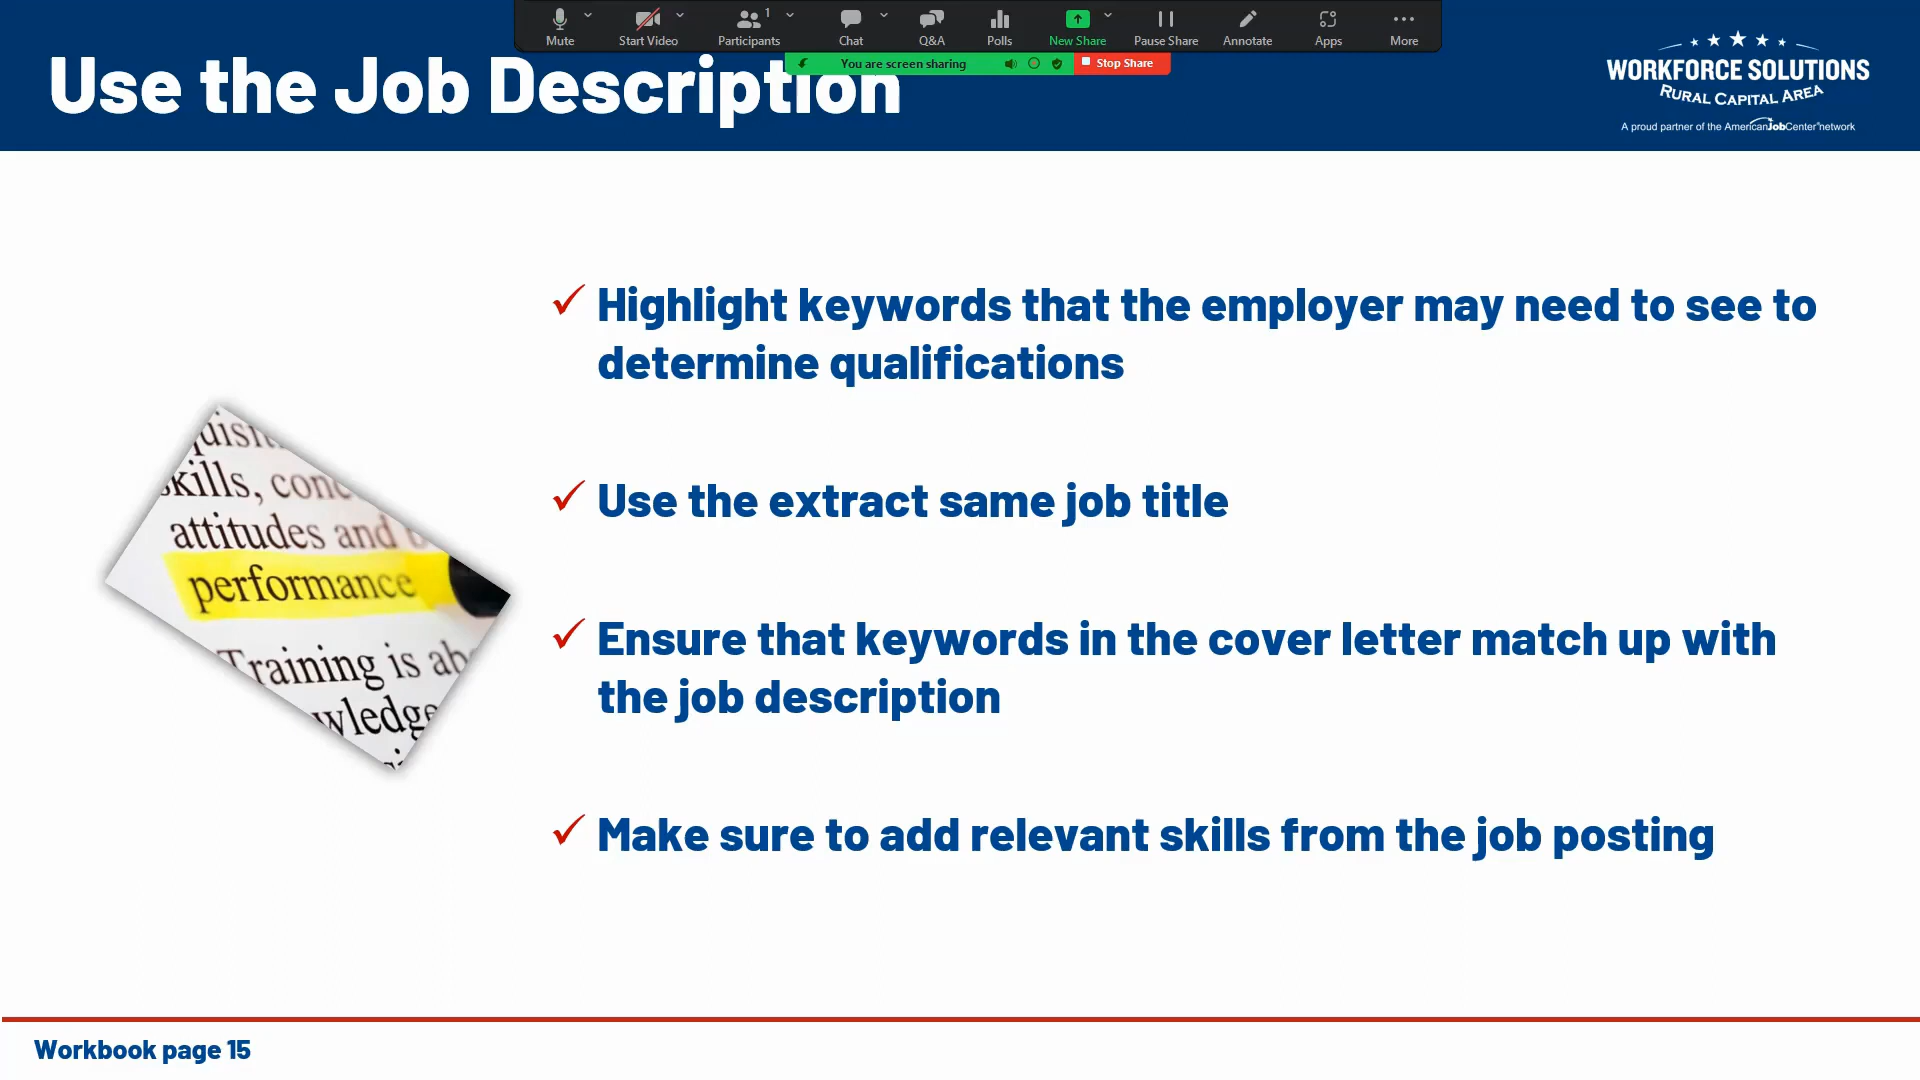 Mute
Start Video
Participants 1
Chat
Q&A
Polls
New Share
Pause Share
Annotate
Apps
More
You are screen sharing
Stop Share
Use the Job Description
WORKFORCE SOLUTIONS
RURAL CAPITAL AREA
A proud partner of the AmericanJobCenter®network
Highlight keywords that the employer may need to see to
determine qualifications
Use the extract same job title
Ensure that keywords in the cover letter match up with
the job description
Make sure to add relevant skills from the job posting
skills,
attitudes and
performance
Training is
Workbook page 15